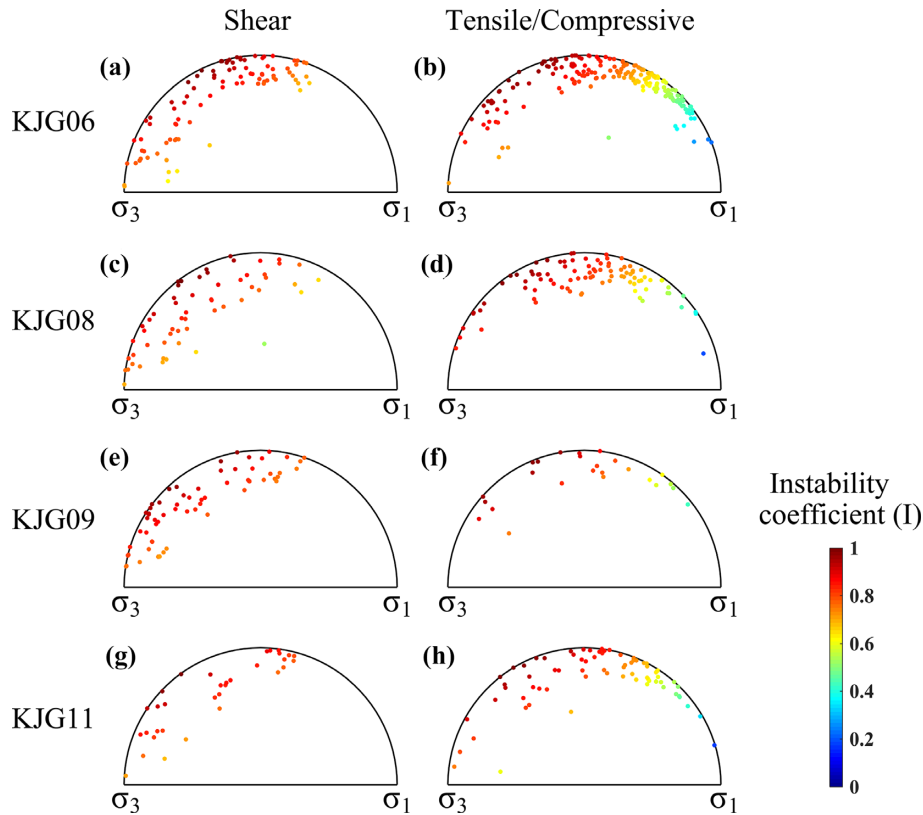 Shear Tensile/Compressive
(a) (b)
KJG06
σ3 σ1 σ3 σ1
(c) (d)
KJG08
σ3 σ1 σ3 σ1
(e) (f)
KJG09
σ3 σ1 σ3 σ1
Instability
coefficient (I)
1
0.8
0.6
0.4
0.2
0
(g) (h)
KJG11
σ3 σ1 σ3 σ1